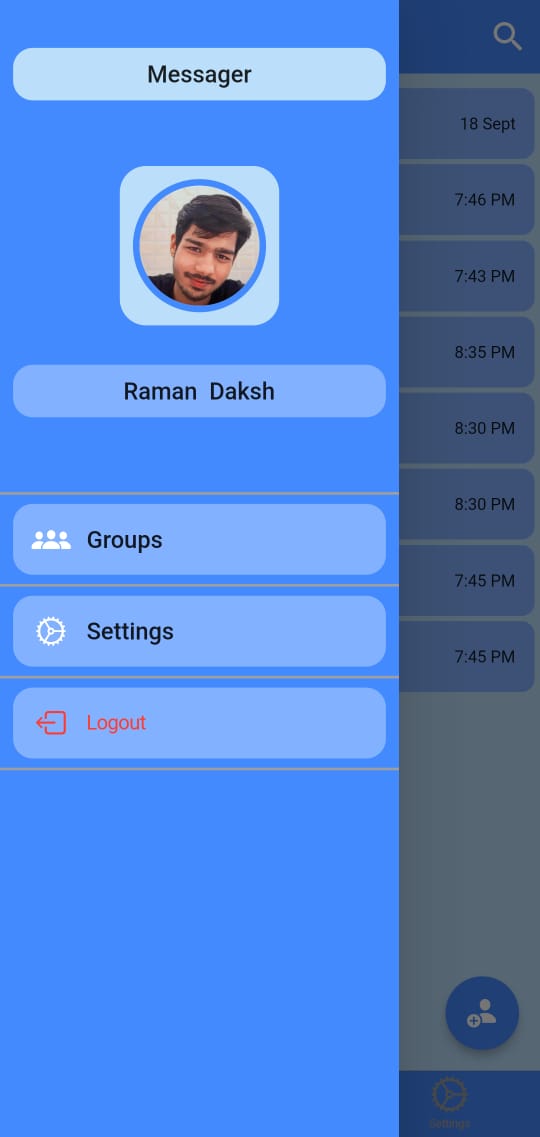 Messager
Raman Daksh
Groups
Settings
Logout
18 Sept
7:46 PM
7:43 PM
8:35 PM
8:30 PM
8:30 PM
7:45 PM
7:45 PM
Settings